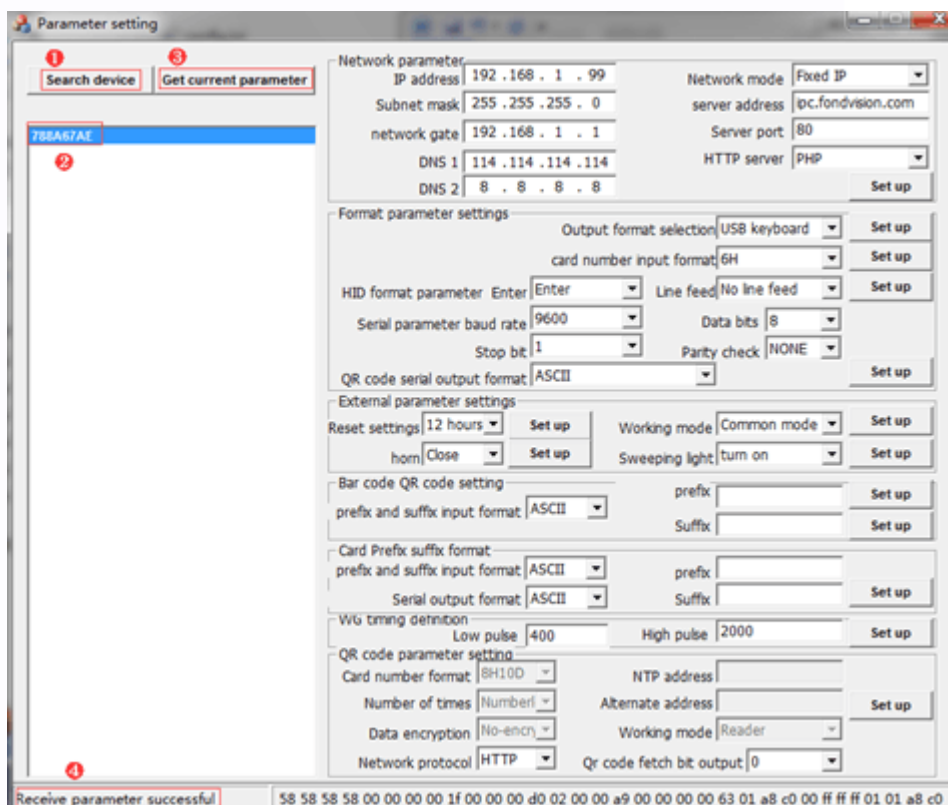 Parameter setting
1 3
Search device Get current parameter
788A67AE
2
Network parameter
IP address 192 .168 . 1 . 99 Network mode Fixed IP
Subnet mask 255 .255 .255 . 0 server address ipc.fondvision.com
network gate 192 .168 . 1 . 1 Server port 80
DNS 1 114 .114 .114 .114 HTTP server PHP
DNS 2 8 . 8 . 8 . 8 Set up
Format parameter settings
Output format selection USB keyboard Set up
card number input format 6H Set up
HID format parameter Enter Enter Line feed No line feed Set up
Serial parameter baud rate 9600 Data bits 8
Stop bit 1 Parity check NONE
QR code serial output format ASCII Set up
External parameter settings
Reset settings 12 hours Set up Working mode Common mode Set up
horn Close Set up Sweeping light turn on Set up
Bar code QR code setting
prefix and suffix input format ASCII prefix Set up
Suffix Set up
Card Prefix suffix format
prefix and suffix input format ASCII prefix
Serial output format ASCII Suffix Set up
WG timing definition
Low pulse 400 High pulse 2000 Set up
QR code parameter setting
Card number format 8H10D NTP address
Number of times Numberl Alternate address Set up
Data encryption No-encry Working mode Reader
Network protocol HTTP Qr code fetch bit output 0
4
Receive parameter successful 58 58 58 58 00 00 00 00 1f 00 00 00 d0 02 00 00 a9 00 00 00 00 63 01 a8 c0 00 ff ff ff 01 01 a8 c0